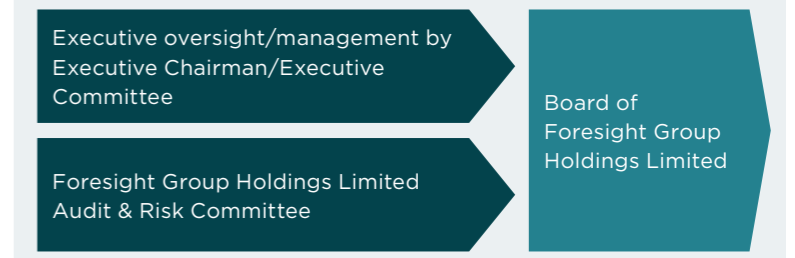 Executive oversight/management by
Executive Chairman/Executive
Committee
Foresight Group Holdings Limited
Audit & Risk Committee
Board of
Foresight Group
Holdings Limited